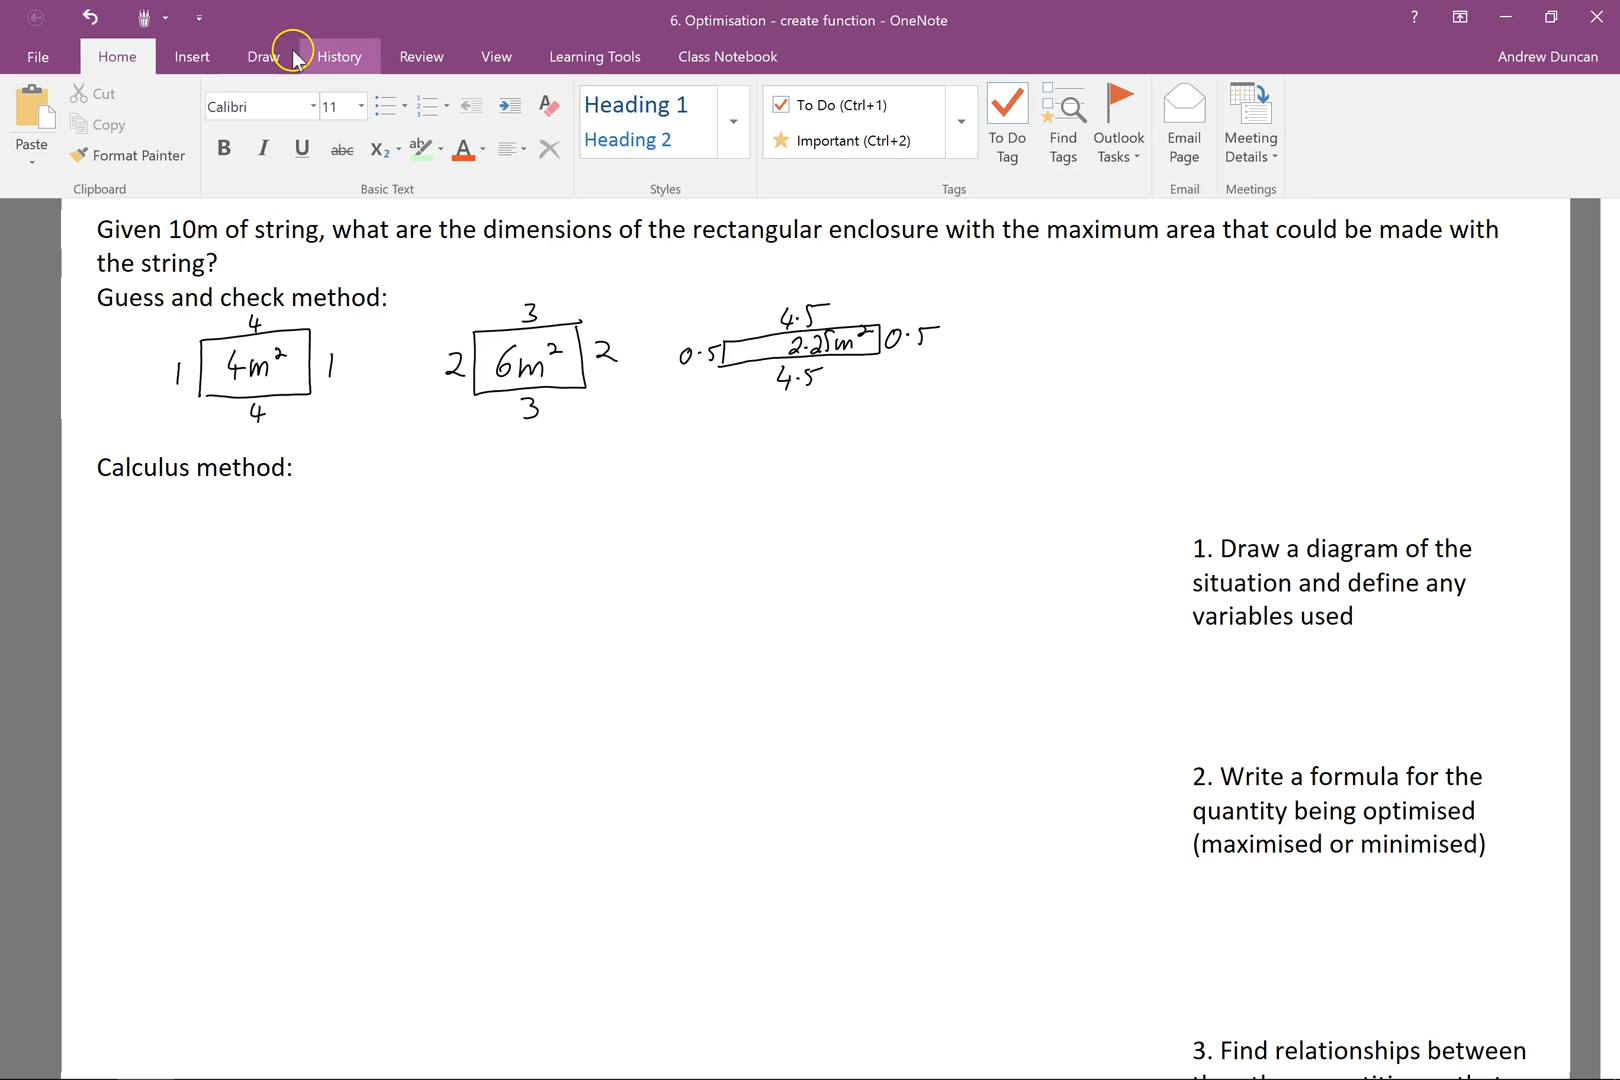 6. Optimisation - create function - OneNote
?
File
Home
Insert
Draw
History
Review
View
Learning Tools
Class Notebook
Andrew Duncan
Paste
Cut
Copy
Format Painter
Clipboard
Calibri
11
B I U abc X₂ ab A
Basic Text
Heading 1
Heading 2
Styles
To Do (Ctrl+1)
Important (Ctrl+2)
To Do
Tag
Find
Tags
Outlook
Tasks
Tags
Email
Page
Email
Meeting
Details
Meetings
Given 10m of string, what are the dimensions of the rectangular enclosure with the maximum area that could be made with
the string?
Guess and check method:
4
1 4m² 1
4
3
2 6m² 2
3
4.5
0.5 2.25m² 0.5
4.5
Calculus method:
1. Draw a diagram of the
situation and define any
variables used
2. Write a formula for the
quantity being optimised
(maximised or minimised)
3. Find relationships between